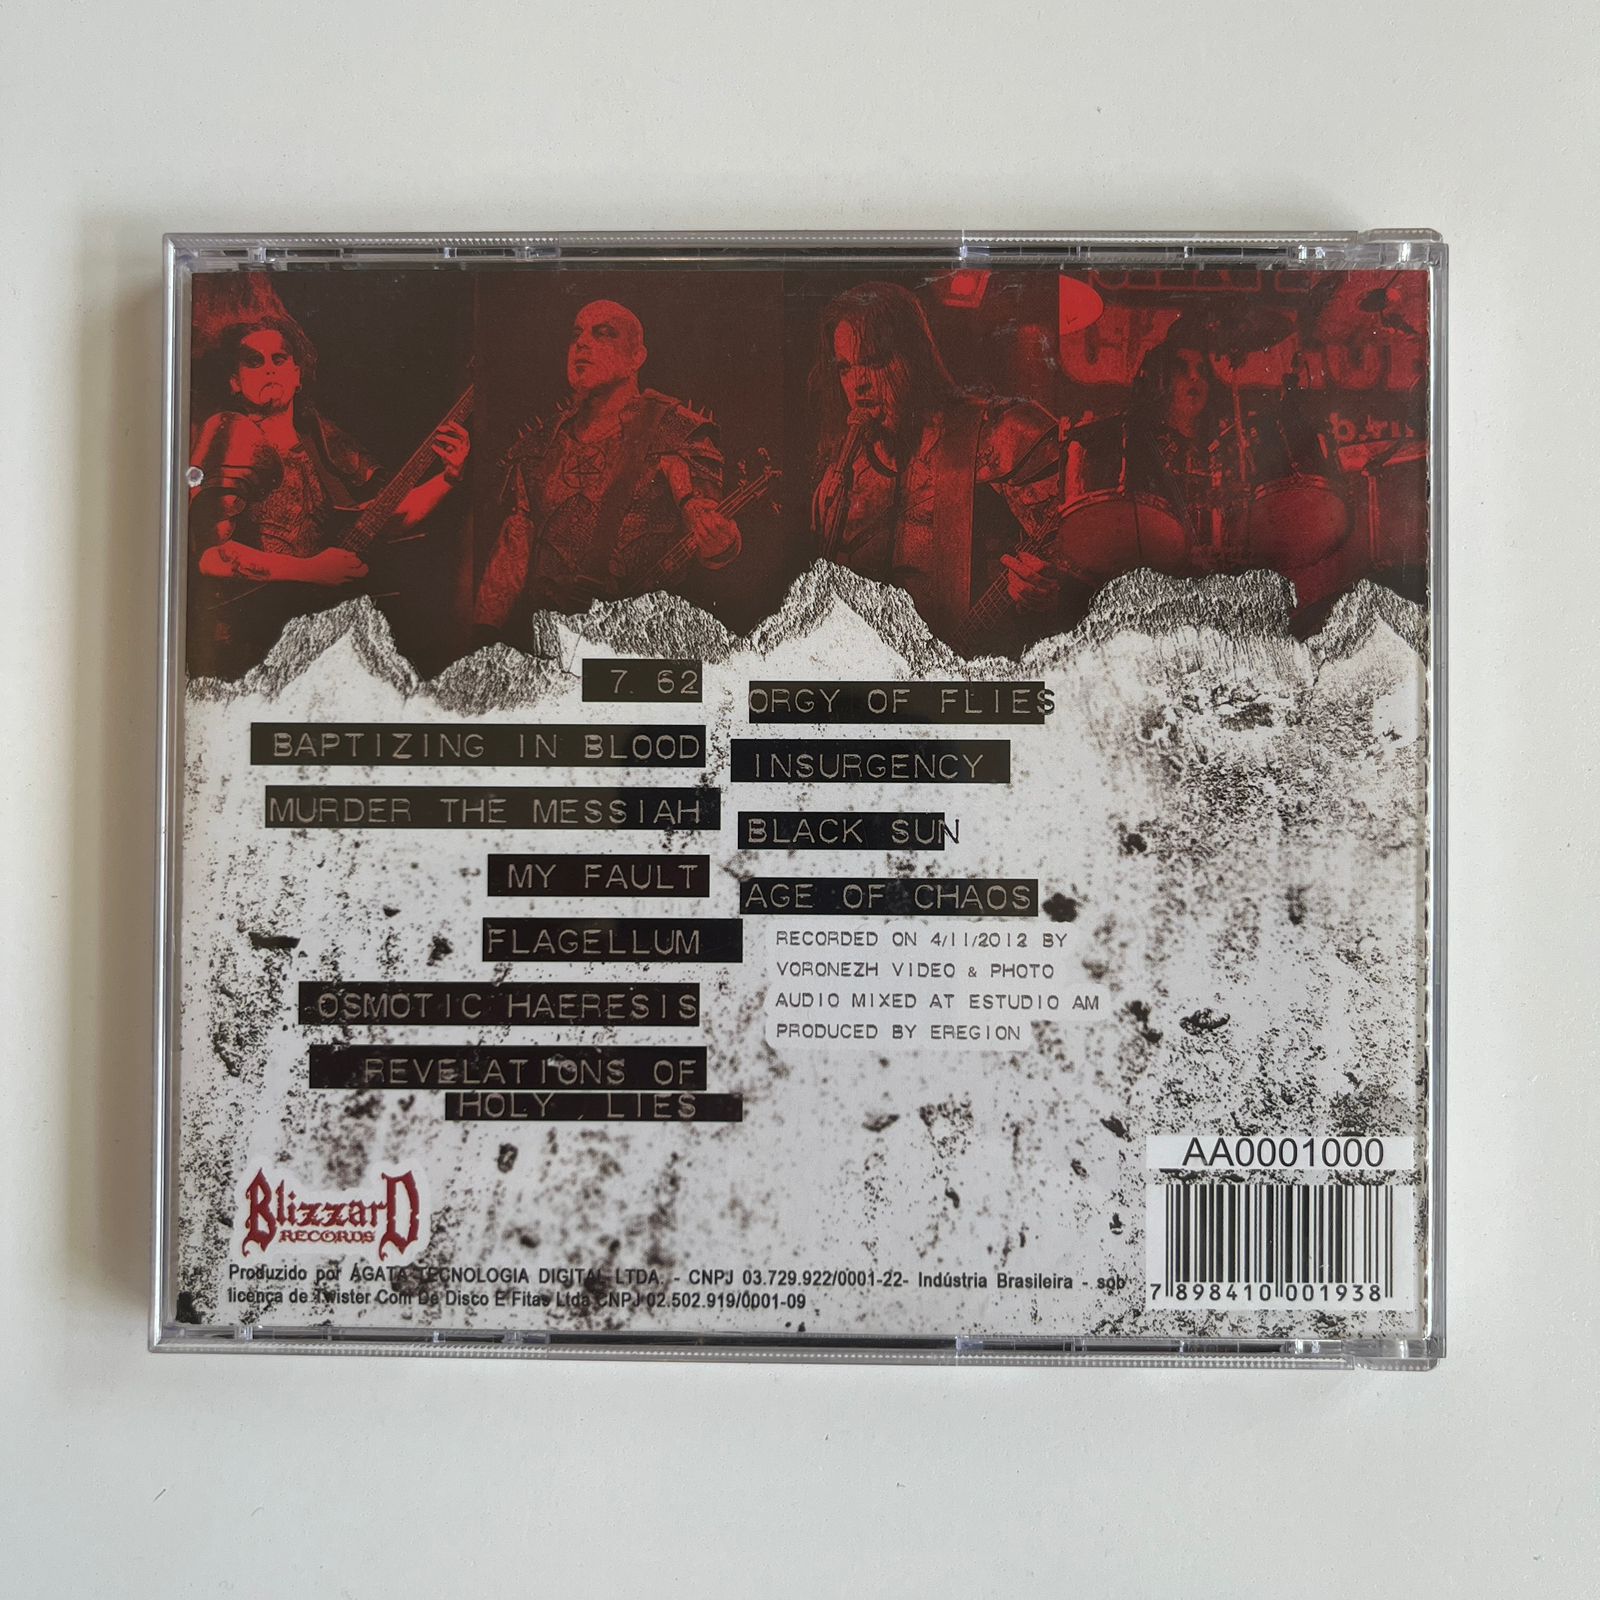 7.62
BAPTIZING IN BLOOD
MURDER THE MESSIAH
MY FAULT
FLAGELLUM
OSMOTIC HAERESIS
REVELATIONS OF
HOLY LIES
ORGY OF FLIES
INSURGENCY
BLACK SUN
AGE OF CHAOS
RECORDED ON 4/11/2012 BY
VORONEZH VIDEO & PHOTO
AUDIO MIXED AT ESTUDIO AM
PRODUCED BY EREGION
AA0001000
7 898410 001938
BlizzarD
RECORDS
Produzido por ÁGATA TECNOLOGIA DIGITAL LTDA. - CNPJ 03.729.922/0001-22- Indústria Brasileira - sob
licença de Twister Com De Disco E Fitas Ltda CNPJ 02.502.919/0001-09